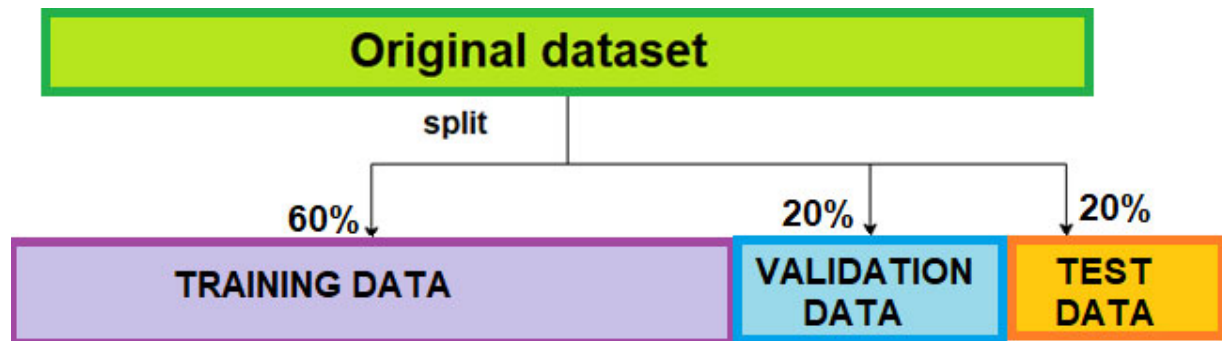 Original dataset
split
60%
20%
20%
TRAINING DATA
VALIDATION
DATA
TEST
DATA